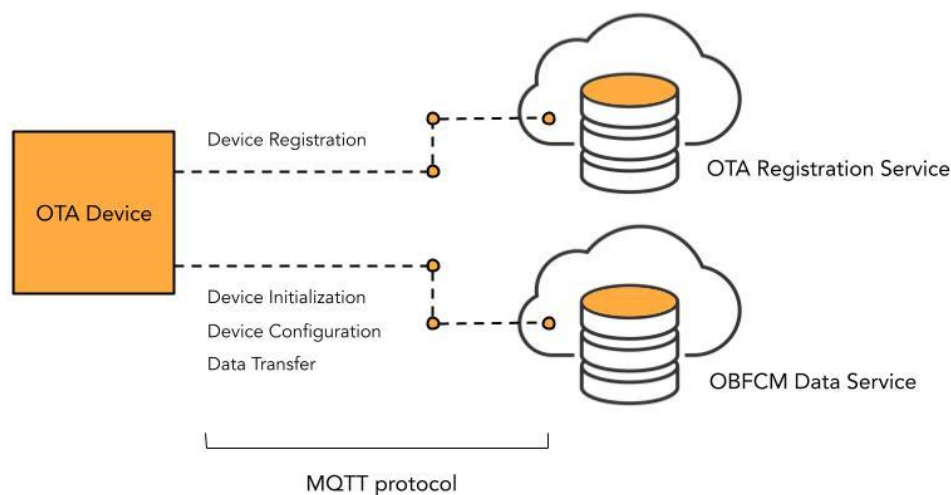 Device Registration
OTA Registration Service
OTA Device
Device Initialization
Device Configuration
Data Transfer
OBFCM Data Service
MQTT protocol